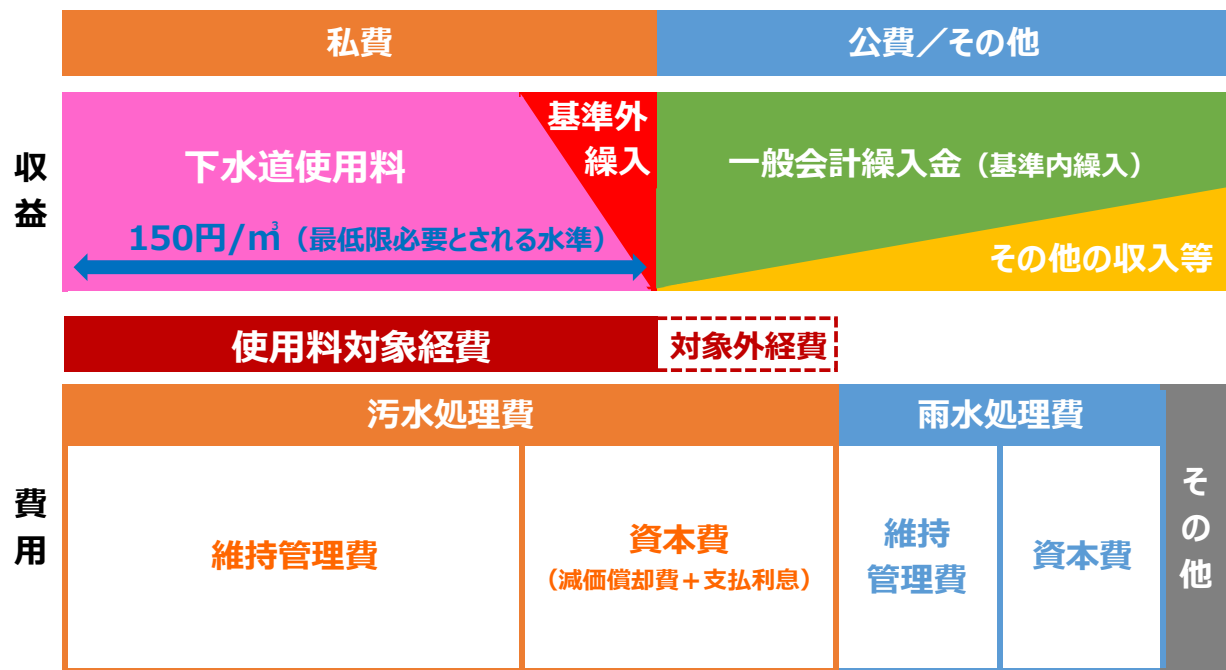 私費
公費／その他
収益
下水道使用料
基準外
繰入
150円/㎥（最低限必要とされる水準）
一般会計繰入金（基準内繰入）
その他の収入等
使用料対象経費
対象外経費
費用
汚水処理費
雨水処理費
その他
維持管理費
資本費
（減価償却費＋支払利息）
維持
管理費
資本費